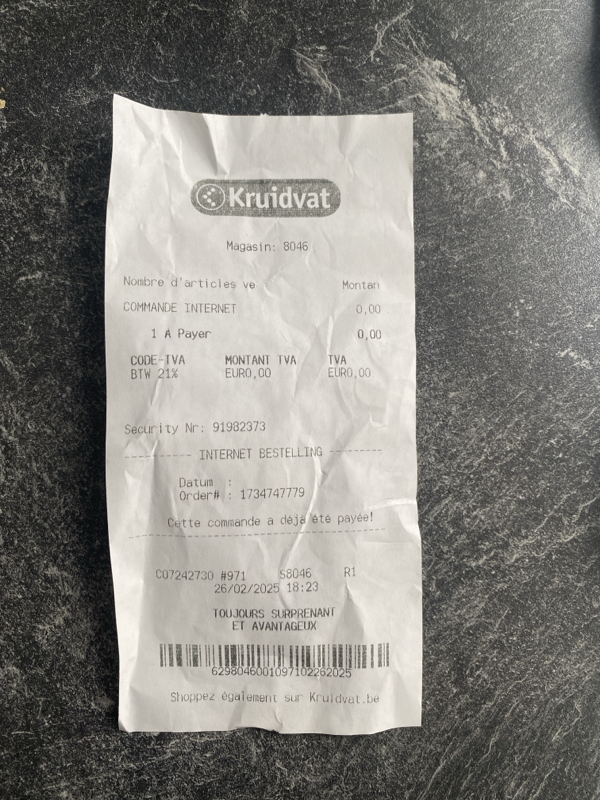 Kruidvat
Magasin: 8046
Nombre d'articles ve Montan
COMMANDE INTERNET 0,00
1 A Payer 0,00
CODE-TVA MONTANT TVA TVA
BTW 21% EURO,00 EURO,00
Security Nr: 91982373
---------- INTERNET BESTELLING ----------
Datum :
Order# : 1734747779
Cette commande a déjà été payée!
C07242730 #971 S8046 R1
26/02/2025 18:23
TOUJOURS SURPRENANT
ET AVANTAGEUX
6298046001097102262025
Shoppez également sur Kruidvat.be